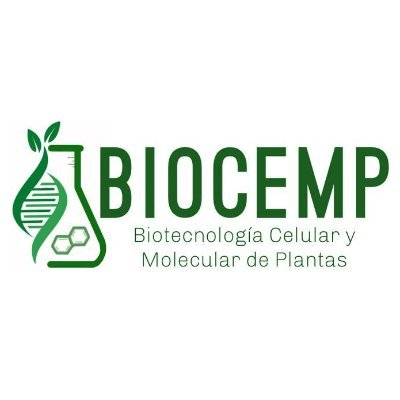 BIOCEMP
Biotecnología Celular y
Molecular de Plantas